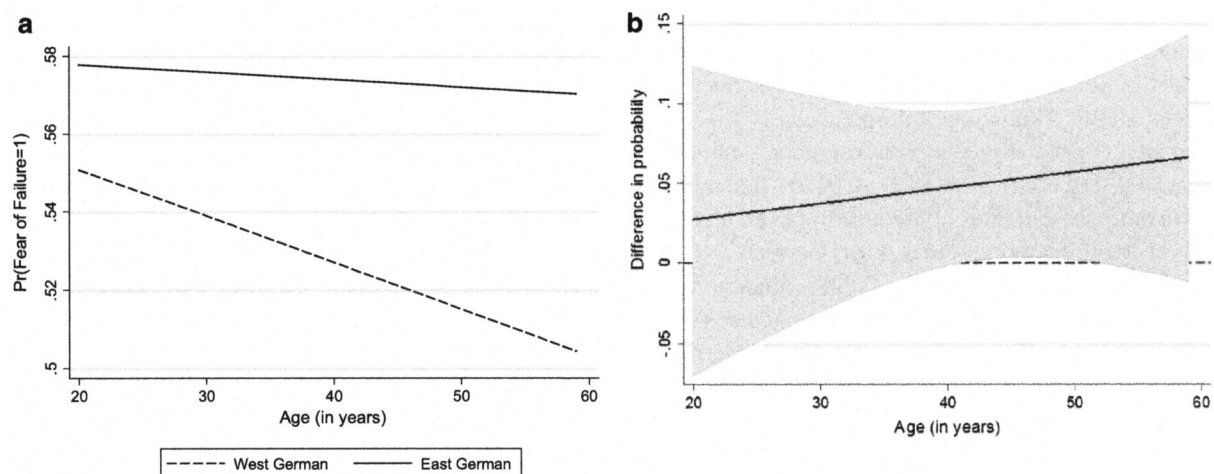 a
Pr(Fear of Failure=1)
.58
.56
.54
.52
.5
20
30
40
50
60
Age (in years)
West German
East German
b
Difference in probability
.15
.1
.05
0
-.05
20
30
40
50
60
Age (in years)